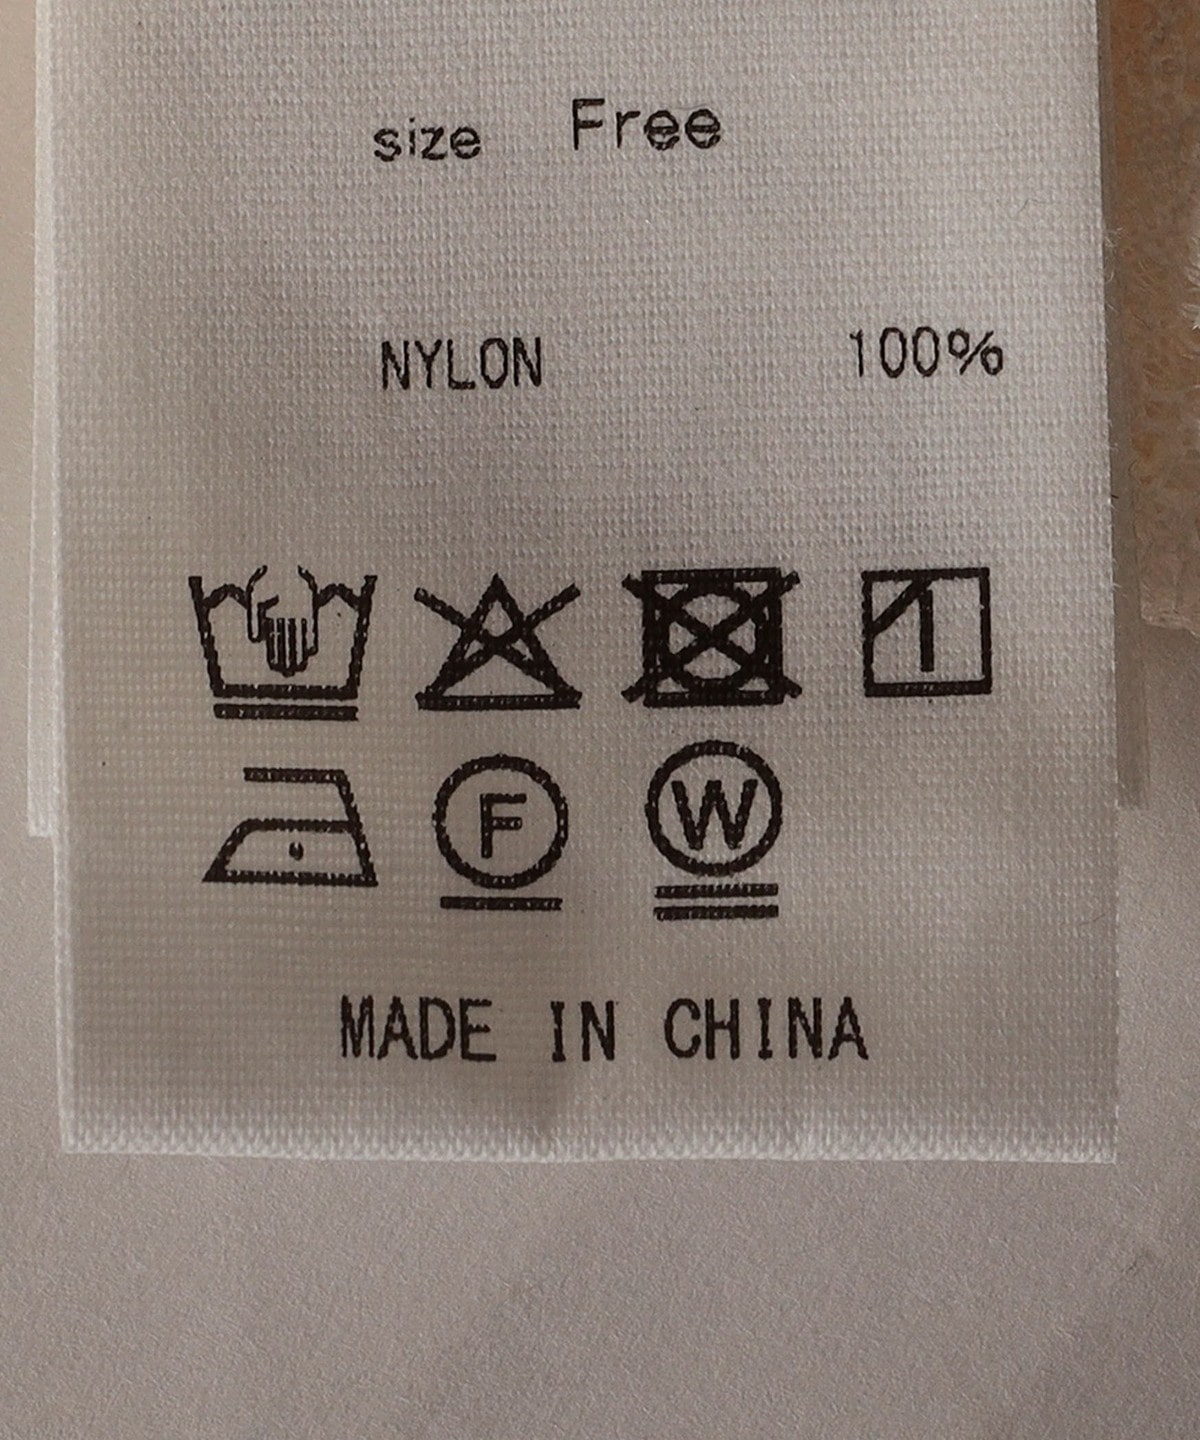 size Free
NYLON 100%
F W
MADE IN CHINA